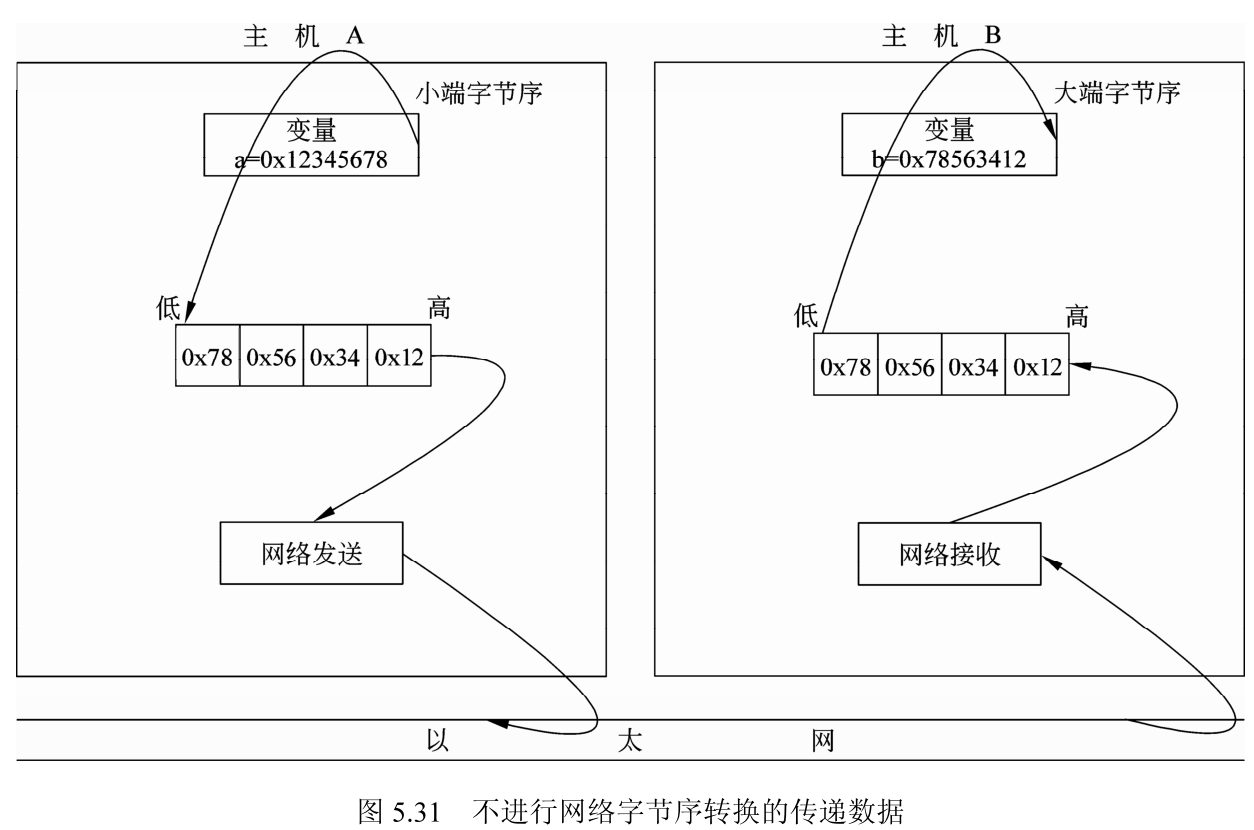 主 机 A
小端字节序
变量
a=0x12345678
低
高
0x78 0x56 0x34 0x12
网络发送
主 机 B
大端字节序
变量
b=0x78563412
低
高
0x78 0x56 0x34 0x12
网络接收
以 太 网
图 5.31 不进行网络字节序转换的传递数据